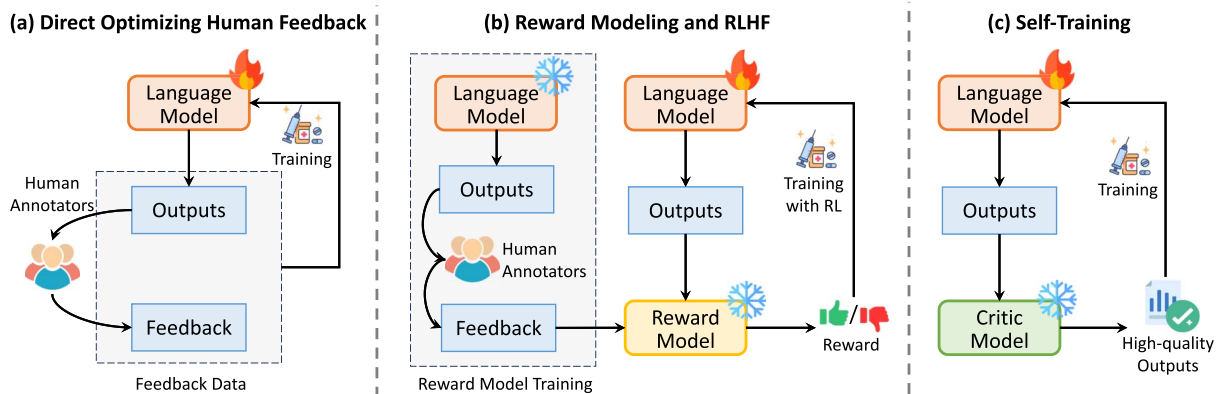 (a) Direct Optimizing Human Feedback
Language
Model
Training
Human
Annotators
Outputs
Feedback
Feedback Data
(b) Reward Modeling and RLHF
Language
Model
Outputs
Human
Annotators
Feedback
Reward Model Training
Language
Model
Training
with RL
Outputs
Reward
Model
/
Reward
(c) Self-Training
Language
Model
Training
Outputs
Critic
Model
High-quality
Outputs